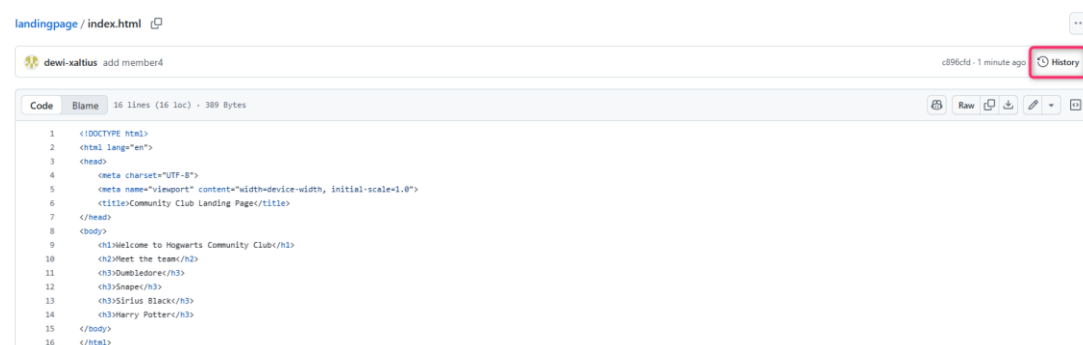 landingpage / index.html
dewi-xaltius add member4
c896cfd · 1 minute ago
History
Code Blame 16 lines (16 loc) · 389 Bytes
Raw
1 <!DOCTYPE html>
2 <html lang="en">
3 <head>
4 <meta charset="UTF-8">
5 <meta name="viewport" content="width=device-width, initial-scale=1.0">
6 <title>Community Club Landing Page</title>
7 </head>
8 <body>
9 <h1>Welcome to Hogwarts Community Club</h1>
10 <h2>Meet the team</h2>
11 <h3>Dumbledore</h3>
12 <h3>Snape</h3>
13 <h3>Sirius Black</h3>
14 <h3>Harry Potter</h3>
15 </body>
16 </html>